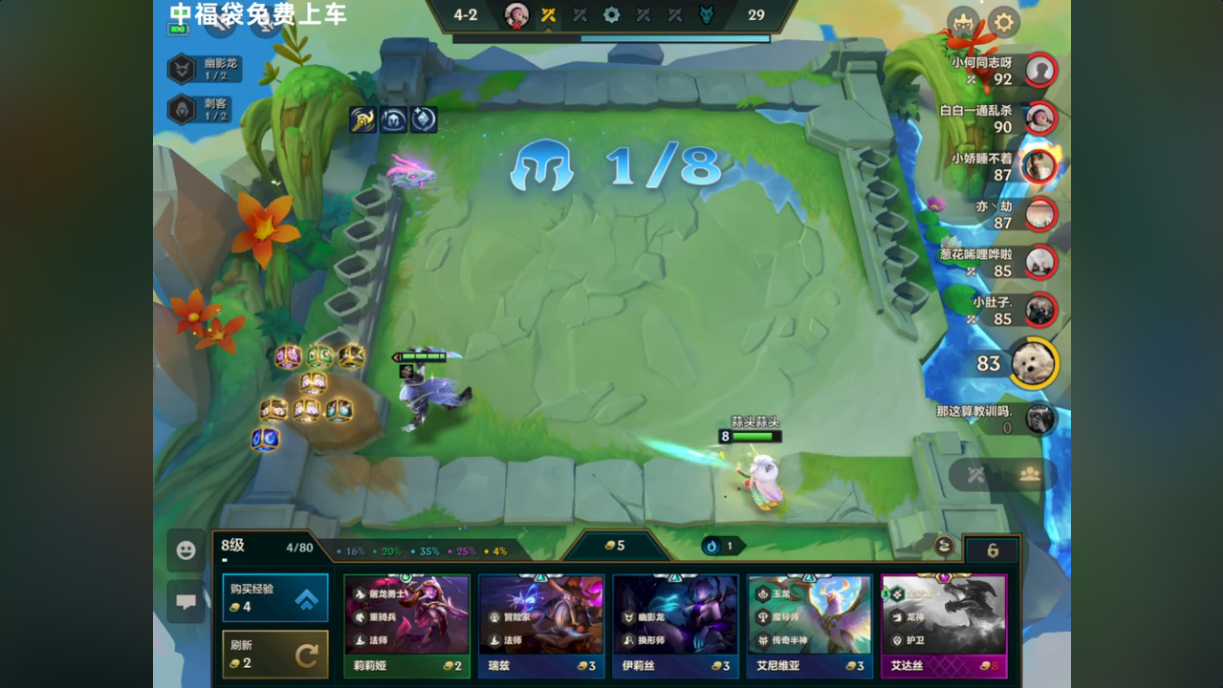 中福袋免费上车
4-2
29
幽影龙
1 / 2
刺客
1 / 2
1/8
小何同志呀
92
白白一通乱杀
90
小娇睡不着
87
亦丶劫
87
葱花唏哩哗啦
85
小肚子.
85
83
那这算教训吗.
0
蒜头蒜头
8
8级
4/80
16% 20% 35% 25% 4%
5
1
6
购买经验
4
刷新
2
屠龙勇士
重骑兵
法师
莉莉娅
2
冒险家
法师
瑞兹
3
幽影龙
换形师
伊莉丝
3
玉龙
魔导师
传奇半神
艾尼维亚
3
龙神
护卫
艾达丝
8